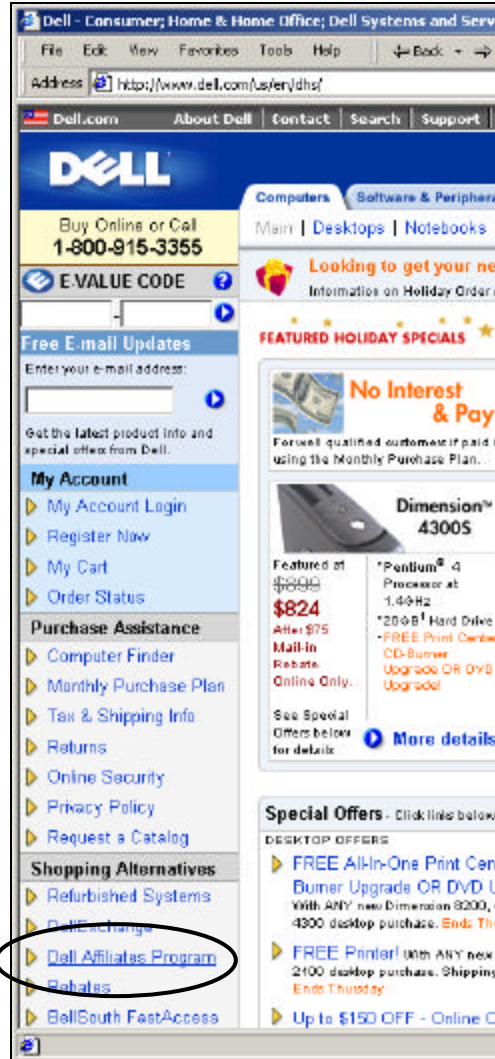 Dell - Consumer; Home & Home Office; Dell Systems and Serv
File Edit View Favorites Tools Help Back
Address http://www.dell.com/us/en/dhs/
Dell.com About Dell Contact Search Support
DELL
Computers Software & Periphera
Main Desktops Notebooks
Buy Online or Call
1-800-915-3355
E-VALUE CODE
-
Free E-mail Updates
Enter your e-mail address:
Get the latest product info and
special offers from Dell.
My Account
My Account Login
Register Now
My Cart
Order Status
Purchase Assistance
Computer Finder
Monthly Purchase Plan
Tax & Shipping Info
Returns
Online Security
Privacy Policy
Request a Catalog
Shopping Alternatives
Refurbished Systems
DellExchange
Dell Affiliates Program
Rebates
BellSouth FastAccess
Looking to get your ne
Information on Holiday Order
FEATURED HOLIDAY SPECIALS
No Interest
& Pay
For well qualified customers if paid
using the Monthly Purchase Plan.
Dimension™
4300S
Featured at
$899
$824
After $75
Mail-in
Rebate
Online Only.
See Special
Offers below
for details
*Pentium® 4
Processor at
1.4GHz
*20GB¹ Hard Drive
*FREE Print Cente
CD-Burner
Upgrade OR DVD
Upgrade!
More details
Special Offers - Click links below
DESKTOP OFFERS
FREE All-In-One Print Cen
Burner Upgrade OR DVD U
With ANY new Dimension 8200,
4300 desktop purchase. Ends Th
FREE Printer! With ANY new
2100 desktop purchase. Shipping
Ends Thursday
Up to $150 OFF - Online O